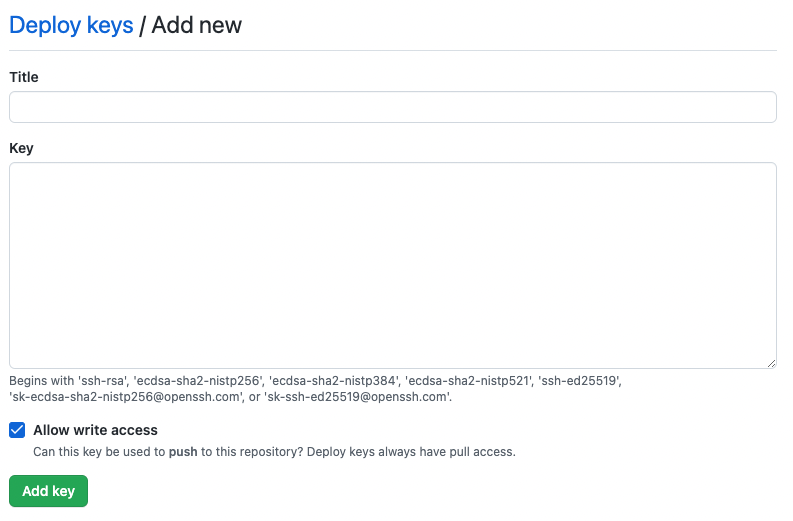 Deploy keys / Add new
Title
Key
Begins with 'ssh-rsa', 'ecdsa-sha2-nistp256', 'ecdsa-sha2-nistp384', 'ecdsa-sha2-nistp521', 'ssh-ed25519',
'sk-ecdsa-sha2-nistp256@openssh.com', or 'sk-ssh-ed25519@openssh.com'.
Allow write access
Can this key be used to push to this repository? Deploy keys always have pull access.
Add key